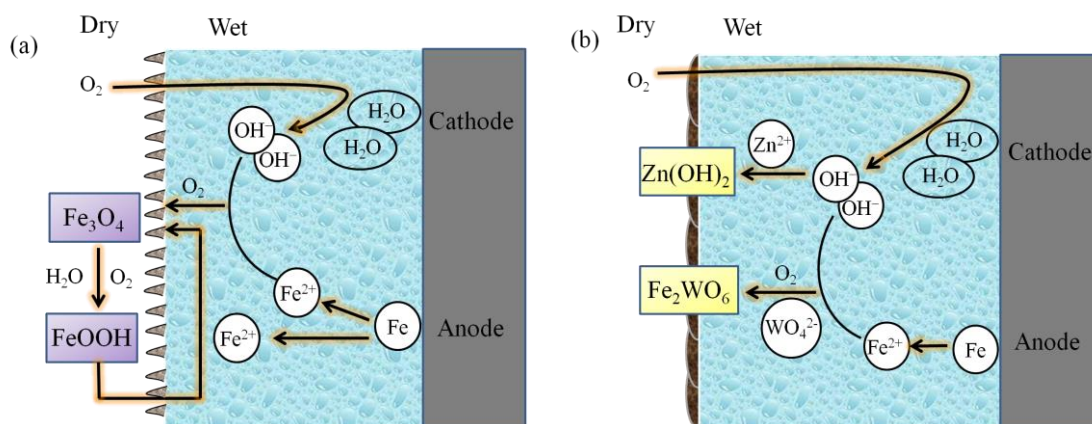 (a)
Dry
Wet
O₂
H₂O
H₂O
OH⁻
OH⁻
Cathode
O₂
Fe₃O₄
H₂O
O₂
FeOOH
Fe²⁺
Fe²⁺
Fe
Anode
(b)
Dry
Wet
O₂
H₂O
H₂O
Cathode
Zn²⁺
Zn(OH)₂
OH⁻
OH⁻
O₂
Fe₂WO₆
WO₄²⁻
Fe²⁺
Fe
Anode